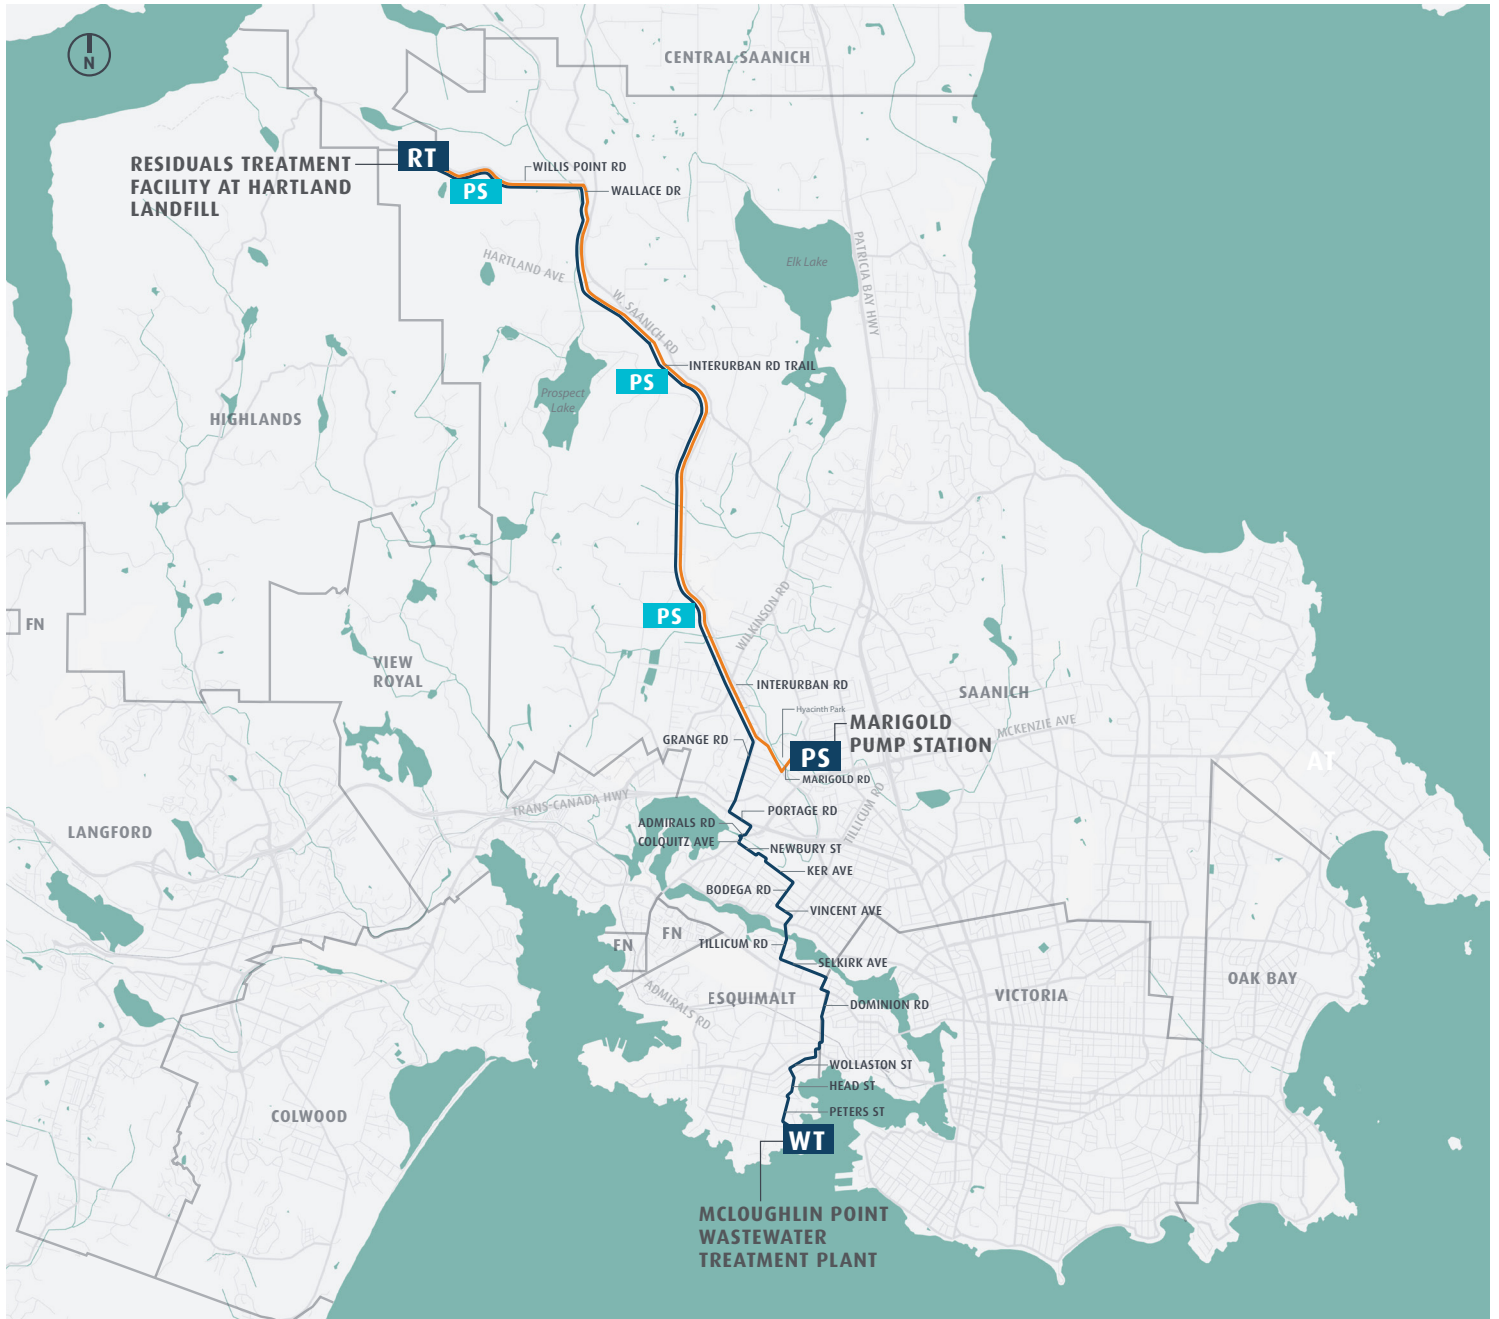 N
CENTRAL SAANICH
RT
RESIDUALS TREATMENT
FACILITY AT HARTLAND
LANDFILL
WILLIS POINT RD
PS
WALLACE DR
HARTLAND AVE
Elk Lake
PATRICIA BAY HWY
W. SAANICH RD
INTERURBAN RD TRAIL
PS
Prospect
Lake
HIGHLANDS
WILKINSON RD
PS
FN
VIEW
ROYAL
INTERURBAN RD
SAANICH
Hyacinth Park
MARIGOLD
PUMP STATION
MCKENZIE AVE
GRANGE RD
PS
AT
MARIGOLD RD
TRANS-CANADA HWY
TILLICUM RD
PORTAGE RD
ADMIRALS RD
LANGFORD
COLQUITZ AVE
NEWBURY ST
KER AVE
BODEGA RD
VINCENT AVE
FN
FN
TILLICUM RD
SELKIRK AVE
OAK BAY
ADMIRALS RD
ESQUIMALT
VICTORIA
DOMINION RD
WOLLASTON ST
HEAD ST
COLWOOD
PETERS ST
WT
MCLOUGHLIN POINT
WASTEWATER
TREATMENT PLANT